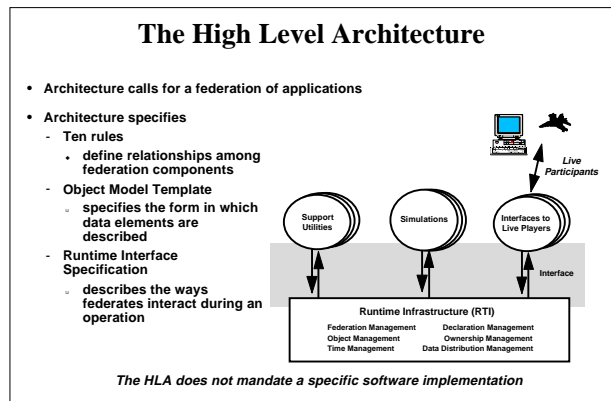 The High Level Architecture
• Architecture calls for a federation of applications
• Architecture specifies
- Ten rules
• define relationships among
federation components
- Object Model Template
▫ specifies the form in which
data elements are
described
- Runtime Interface
Specification
▫ describes the ways
federates interact during an
operation
Live
Participants
Support
Utilities
Simulations
Interfaces to
Live Players
Interface
Runtime Infrastructure (RTI)
Federation Management Declaration Management
Object Management Ownership Management
Time Management Data Distribution Management
The HLA does not mandate a specific software implementation